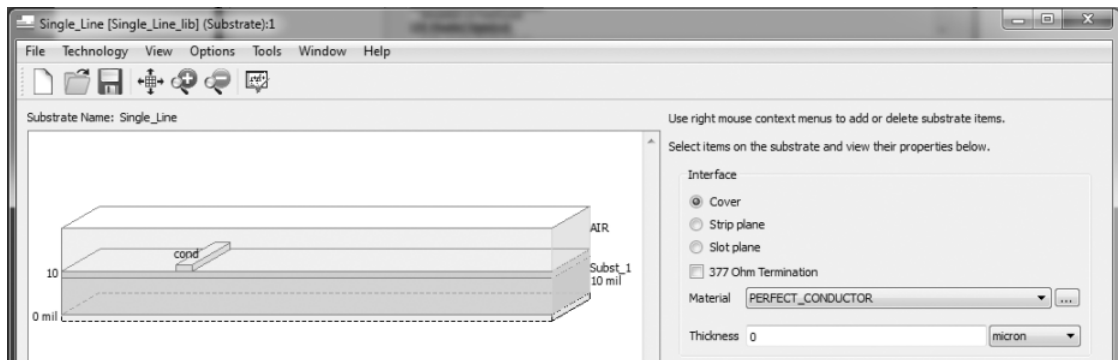 Single_Line [Single_Line_lib] (Substrate):1
File Technology View Options Tools Window Help
Substrate Name: Single_Line
Use right mouse context menus to add or delete substrate items.
Select items on the substrate and view their properties below.
Interface
Cover
Strip plane
Slot plane
377 Ohm Termination
Material PERFECT_CONDUCTOR ...
Thickness 0 micron
AIR
cond
10
Subst_1
10 mil
0 mil